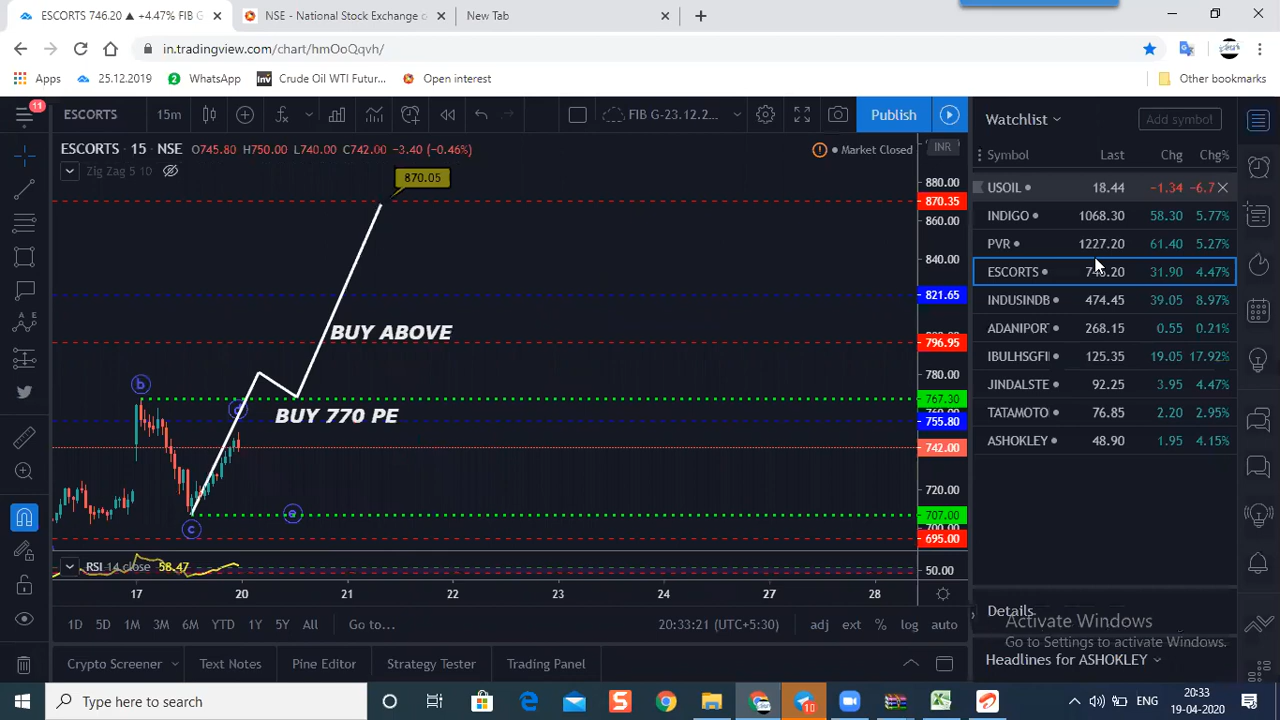 ESCORTS 746.20 ▲ +4.47% FIB G
NSE - National Stock Exchange o
New Tab
in.tradingview.com/chart/hmOoQqvh/
Apps
25.12.2019
2 WhatsApp
Inv Crude Oil WTI Futur...
Open interest
Other bookmarks
11
ESCORTS
15m
FIB G-23.12.2...
Publish
Watchlist
Add symbol
ESCORTS • 15 • NSE O745.80 H750.00 L740.00 C742.00 −3.40 (−0.46%)
Market Closed
INR
Zig Zag 5 10
Symbol Last Chg Chg%
USOIL 18.44 −1.34 −6.7
INDIGO 1068.30 58.30 5.77%
PVR 1227.20 61.40 5.27%
ESCORTS 31.90 4.47%
INDUSINDB 474.45 39.05 8.97%
ADANIPOR 268.15 0.55 0.21%
IBULHSGFI 125.35 19.05 17.92%
JINDALSTE 92.25 3.95 4.47%
TATAMOTO 76.85 2.20 2.95%
ASHOKLEY 48.90 1.95 4.15%
870.05
880.00
870.35
860.00
840.00
821.65
796.95
780.00
767.30
755.80
742.00
720.00
707.00
695.00
50.00
BUY ABOVE
BUY 770 PE
b
c
RSI 14 close 58.47
17 20 21 22 23 24 27 28
1D 5D 1M 3M 6M YTD 1Y 5Y All Go to...
20:33:21 (UTC+5:30) adj ext % log auto
Crypto Screener
Text Notes
Pine Editor
Strategy Tester
Trading Panel
Details
Activate Windows
Go to Settings to activate Windows.
Headlines for ASHOKLEY
Type here to search
10
ENG
20:33
19-04-2020